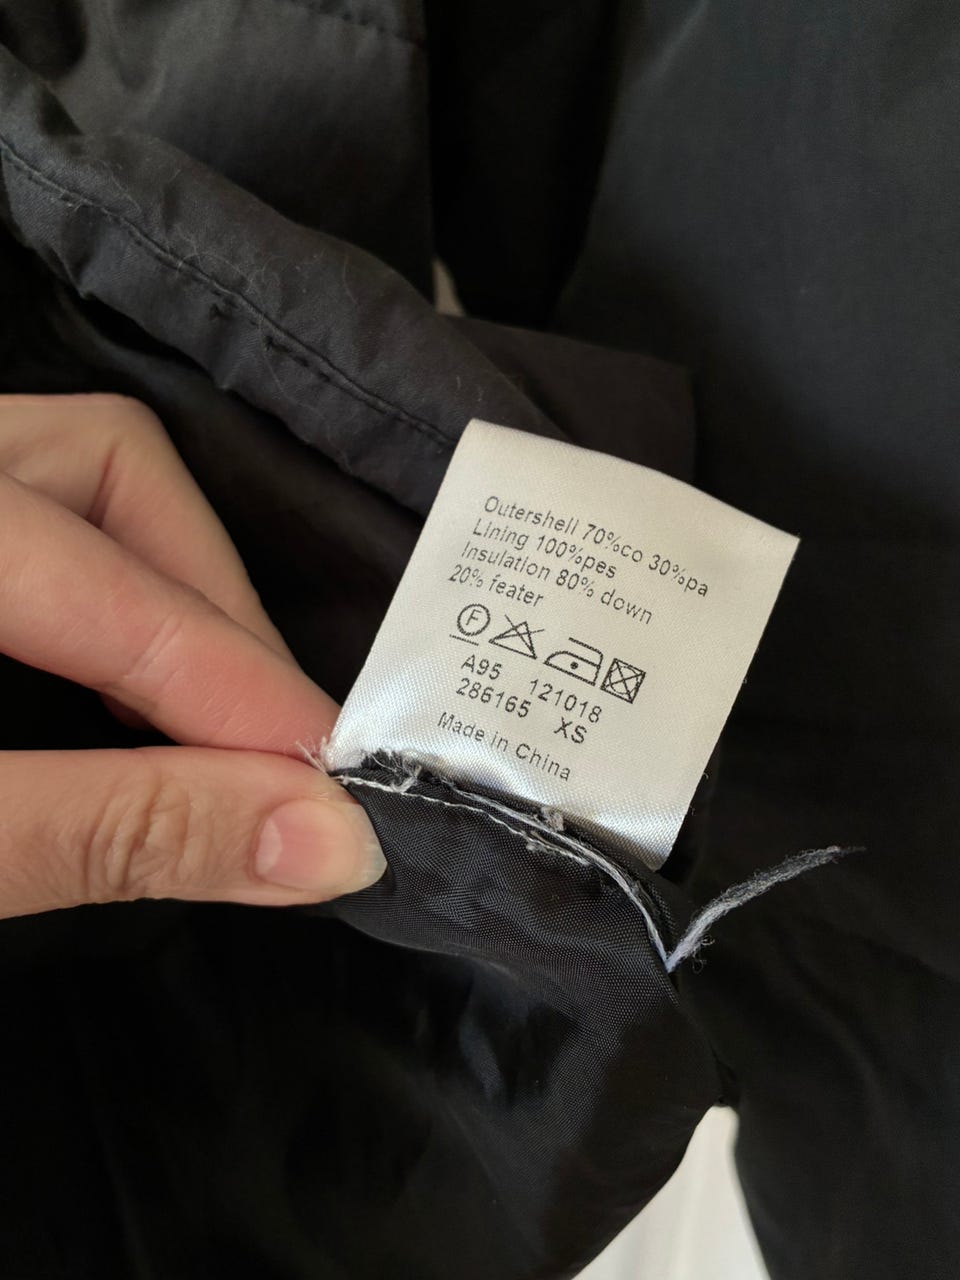 Outershell 70%co 30%pa
Lining 100%pes
Insulation 80% down
20% feater
F
A95 121018
286165 XS
Made in China